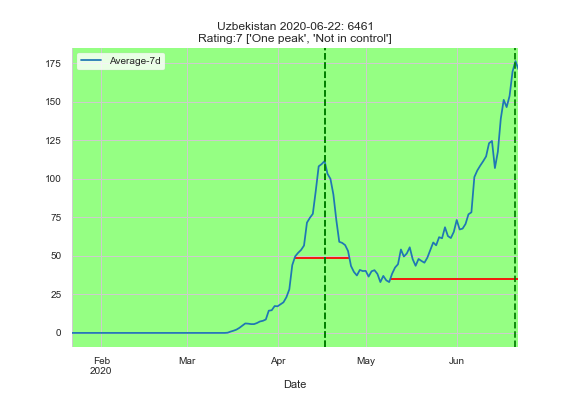 Uzbekistan 2020-06-22: 6461
Rating:7 ['One peak', 'Not in control']
Average-7d
175
150
125
100
75
50
25
0
Feb
2020
Mar
Apr
May
Jun
Date